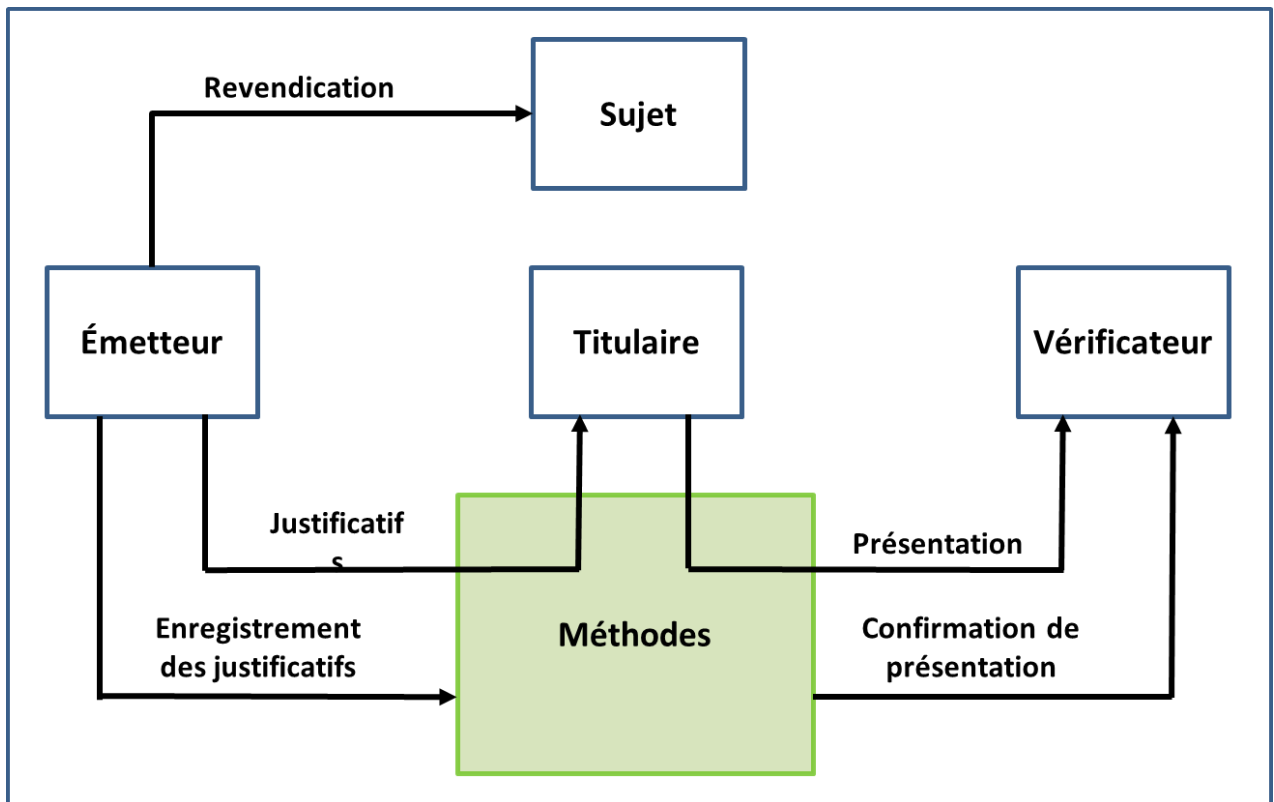 Revendication
Sujet
Émetteur
Titulaire
Vérificateur
Justificatif
s
Présentation
Enregistrement
des justificatifs
Méthodes
Confirmation de
présentation